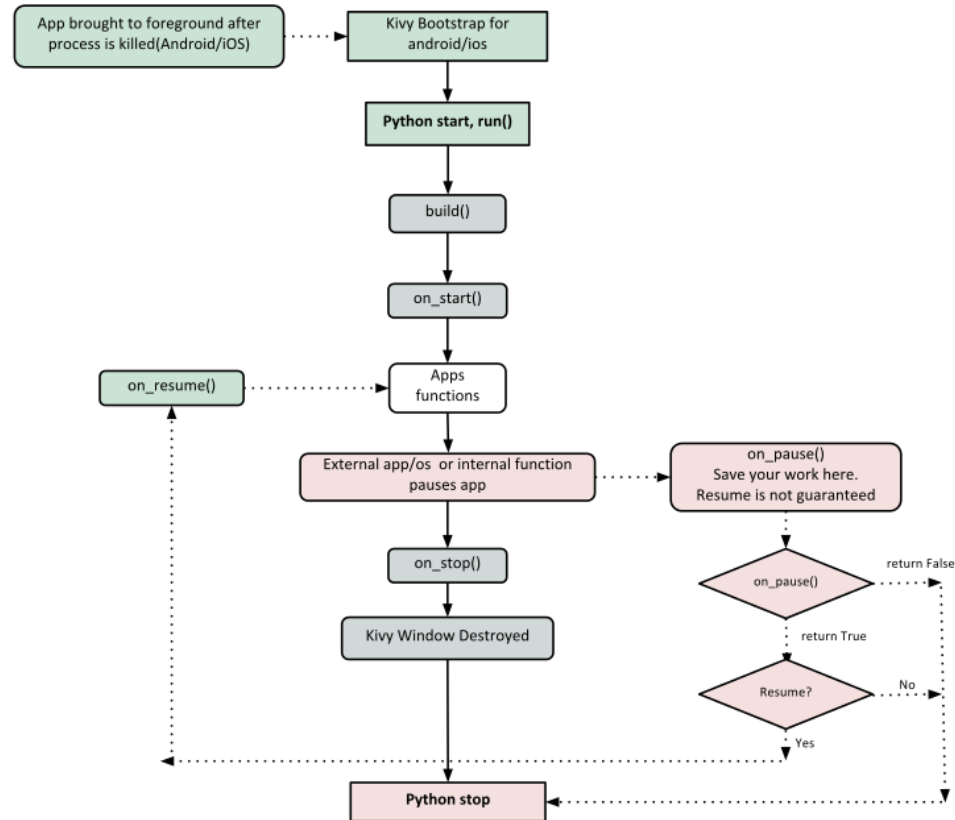 App brought to foreground after
process is killed(Android/iOS)
Kivy Bootstrap for
android/ios
Python start, run()
build()
on_start()
on_resume()
Apps
functions
External app/os  or internal function
pauses app
on_pause()
Save your work here.
Resume is not guaranteed
on_stop()
on_pause()
return False
Kivy Window Destroyed
return True
Resume?
No
Yes
Python stop